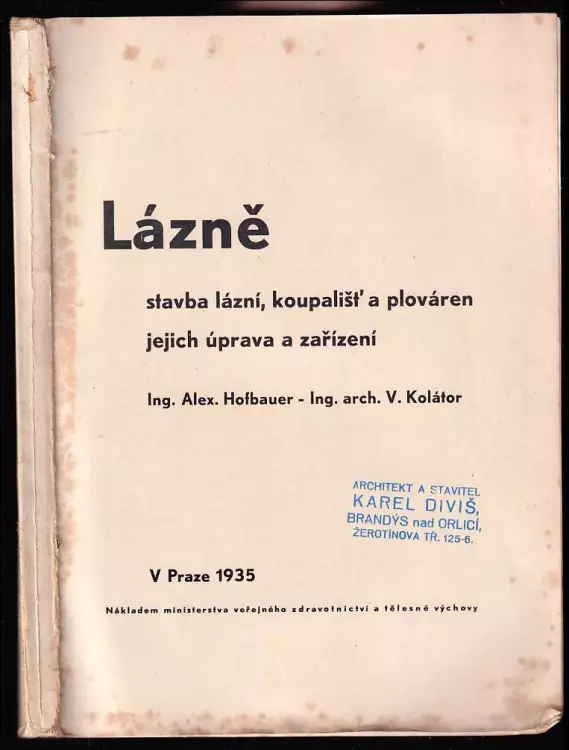 Lázně
stavba lázní, koupališť a plováren
jejich úprava a zařízení
Ing. Alex. Hofbauer - Ing. arch. V. Kolátor
ARCHITEKT A STAVITEL
KAREL DIVIŠ,
BRANDÝS nad ORLICÍ,
ŽEROTÍNOVA TŘ. 125-6.
V Praze 1935
Nákladem ministerstva veřejného zdravotnictví a tělesné výchovy